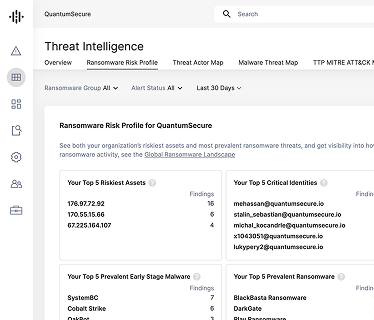 QuantumSecure
Search
Threat Intelligence
Overview Ransomware Risk Profile Threat Actor Map Malware Threat Map TTP MITRE ATT&CK
Ransomware Group All Alert Status All Last 30 Days
Ransomware Risk Profile for QuantumSecure
See both your organization's riskiest assets and most prevalent ransomware threats, and get visibility into how
ransomware activity, see the Global Ransomware Landscape
Your Top 5 Riskiest Assets ?
Findings
176.97.72.92 16
170.55.15.66 6
67.225.164.107 4
Your Top 5 Critical Identities ?
mehassan@quantumsecure.io
stalin_sebastian@quantumsecure.io
michal_kocandrle@quantumsecure.io
x1043051@quantumsecure.io
lukypery2@quantumsecure.io
Your Top 5 Prevalent Early Stage Malware ?
Findings
SystemBC 7
Cobalt Strike 6
QakBot
Your Top 5 Prevalent Ransomware ?
BlackBasta Ransomware
DarkGate
Play Ransomware